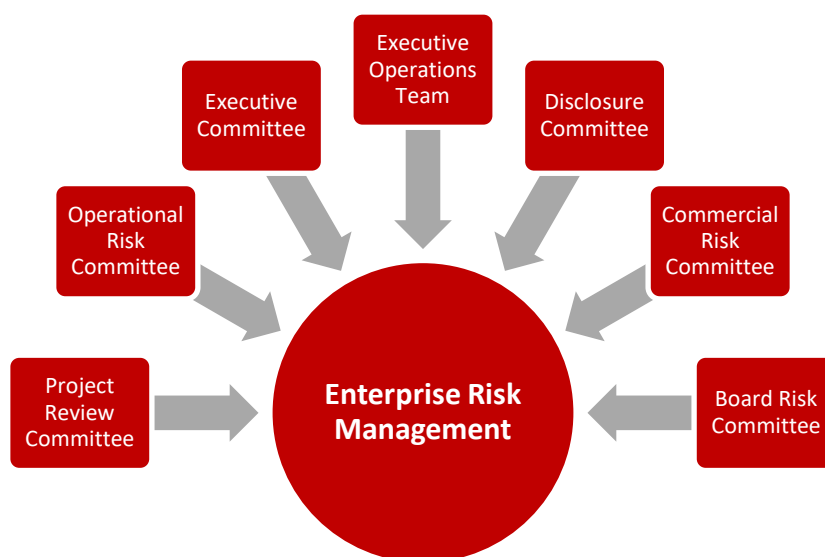 Executive
Operations
Team
Executive
Committee
Disclosure
Committee
Operational
Risk
Committee
Commercial
Risk
Committee
Project
Review
Committee
Enterprise Risk
Management
Board Risk
Committee